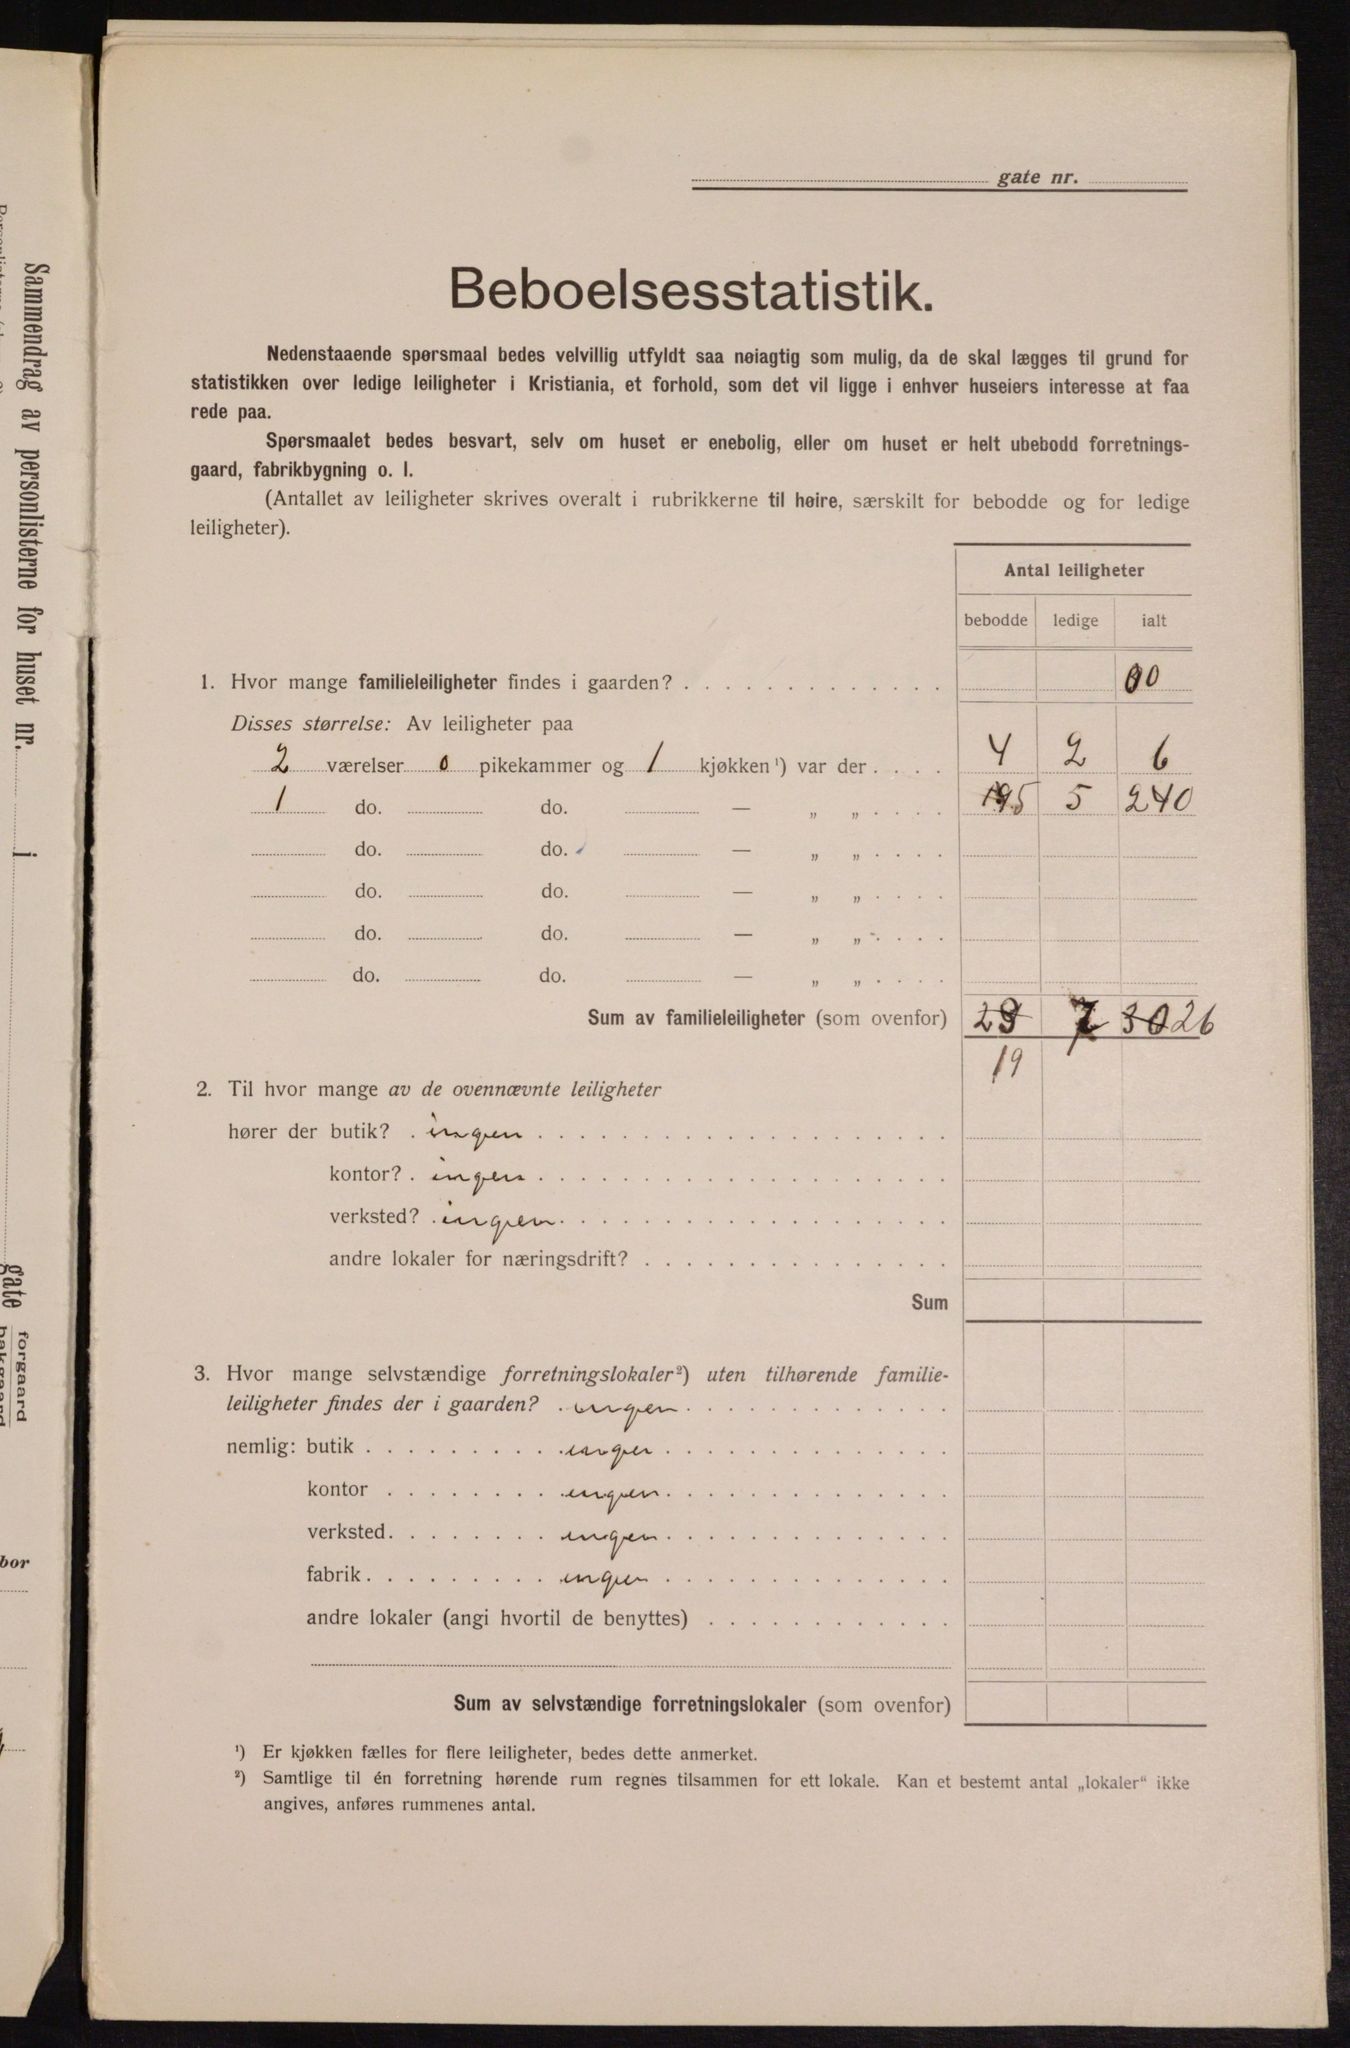 gate nr.
Beboelsesstatistik.
Nedenstaaende spørsmaal bedes velvillig utfyldt saa nøiagtig som mulig, da de skal lægges til grund for
statistikken over ledige leiligheter i Kristiania, et forhold, som det vil ligge i enhver huseiers interesse at faa
rede paa.
Spørsmaalet bedes besvart, selv om huset er enebolig, eller om huset er helt ubebodd forretnings-
gaard, fabrikbygning o. l.
(Antallet av leiligheter skrives overalt i rubrikkerne til høire, særskilt for bebodde og for ledige
leiligheter).
Antal leiligheter
bebodde ledige ialt
1. Hvor mange familieleiligheter findes i gaarden? . . . . . . . . . . . . .
Disses størrelse: Av leiligheter paa
2 værelser 0 pikekammer og 1 kjøkken ¹) var der . . . . 4 2 6
1 do. do. — „ „ . . . . 5 240
do. do. — „ „ . . . .
do. do. — „ „ . . . .
do. do. — „ „ . . . .
do. do. — „ „ . . . .
Sum av familieleiligheter (som ovenfor) 7 30 26
19
2. Til hvor mange av de ovennævnte leiligheter
hører der butik? . ingen . . . . . . . . . . . . . . . . . . . .
kontor? . ingen . . . . . . . . . . . . . . . . . . . .
verksted? . ingen . . . . . . . . . . . . . . . . . . .
andre lokaler for næringsdrift? . . . . . . . . . . . . . . .
Sum
3. Hvor mange selvstændige forretningslokaler²) uten tilhørende familie-
leiligheter findes der i gaarden? . ingen . . . . . . . . . . . . .
nemlig: butik . . . . . . . . . ingen . . . . . . . . . . . . . .
kontor . . . . . . . . ingen . . . . . . . . . . . . . .
verksted . . . . . . . . ingen . . . . . . . . . . . . . .
fabrik . . . . . . . . . ingen . . . . . . . . . . . . . .
andre lokaler (angi hvortil de benyttes) . . . . . . . . . . . .
Sum av selvstændige forretningslokaler (som ovenfor)
¹) Er kjøkken fælles for flere leiligheter, bedes dette anmerket.
²) Samtlige til én forretning hørende rum regnes tilsammen for ett lokale. Kan et bestemt antal „lokaler“ ikke
angives, anføres rummenes antal.
Sammendrag av personlisterne for huset nr. i gate
forgaard
bor